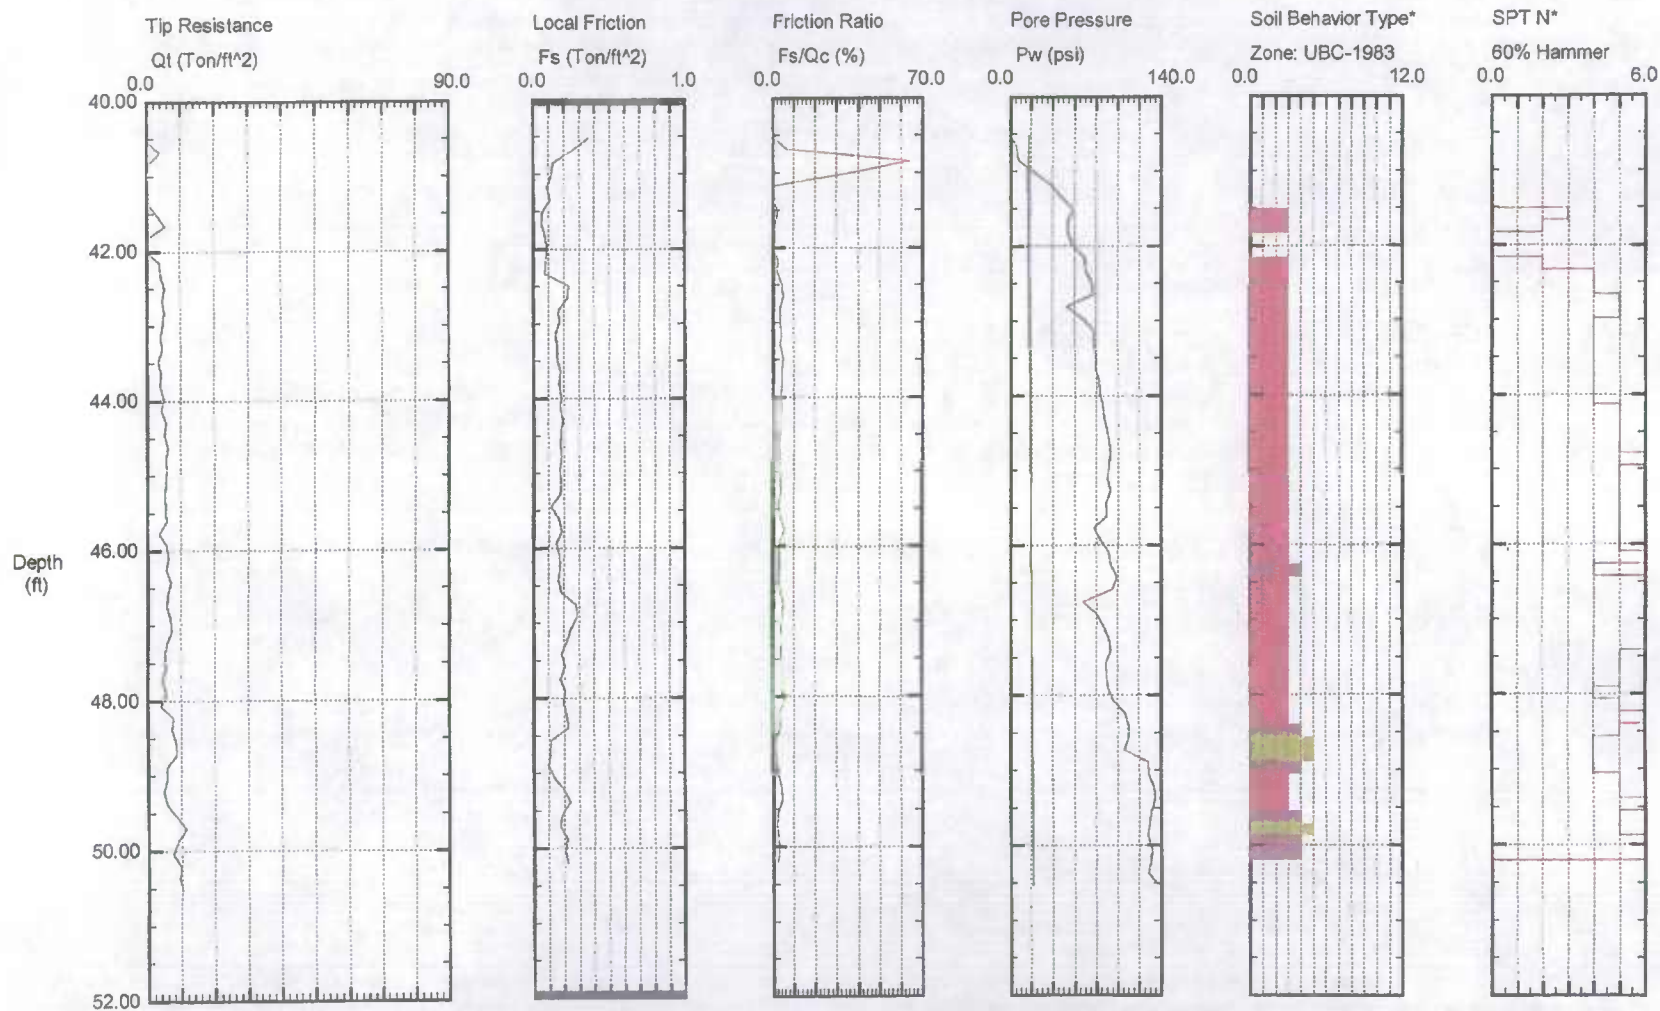 Tip Resistance
Qt (Ton/ft^2)
0.0 90.0
Local Friction
Fs (Ton/ft^2)
0.0 1.0
Friction Ratio
Fs/Qc (%)
0.0 70.0
Pore Pressure
Pw (psi)
0.0 140.0
Soil Behavior Type*
Zone: UBC-1983
0.0 12.0
SPT N*
60% Hammer
0.0 6.0
40.00
42.00
44.00
46.00
48.00
50.00
52.00
Depth
(ft)